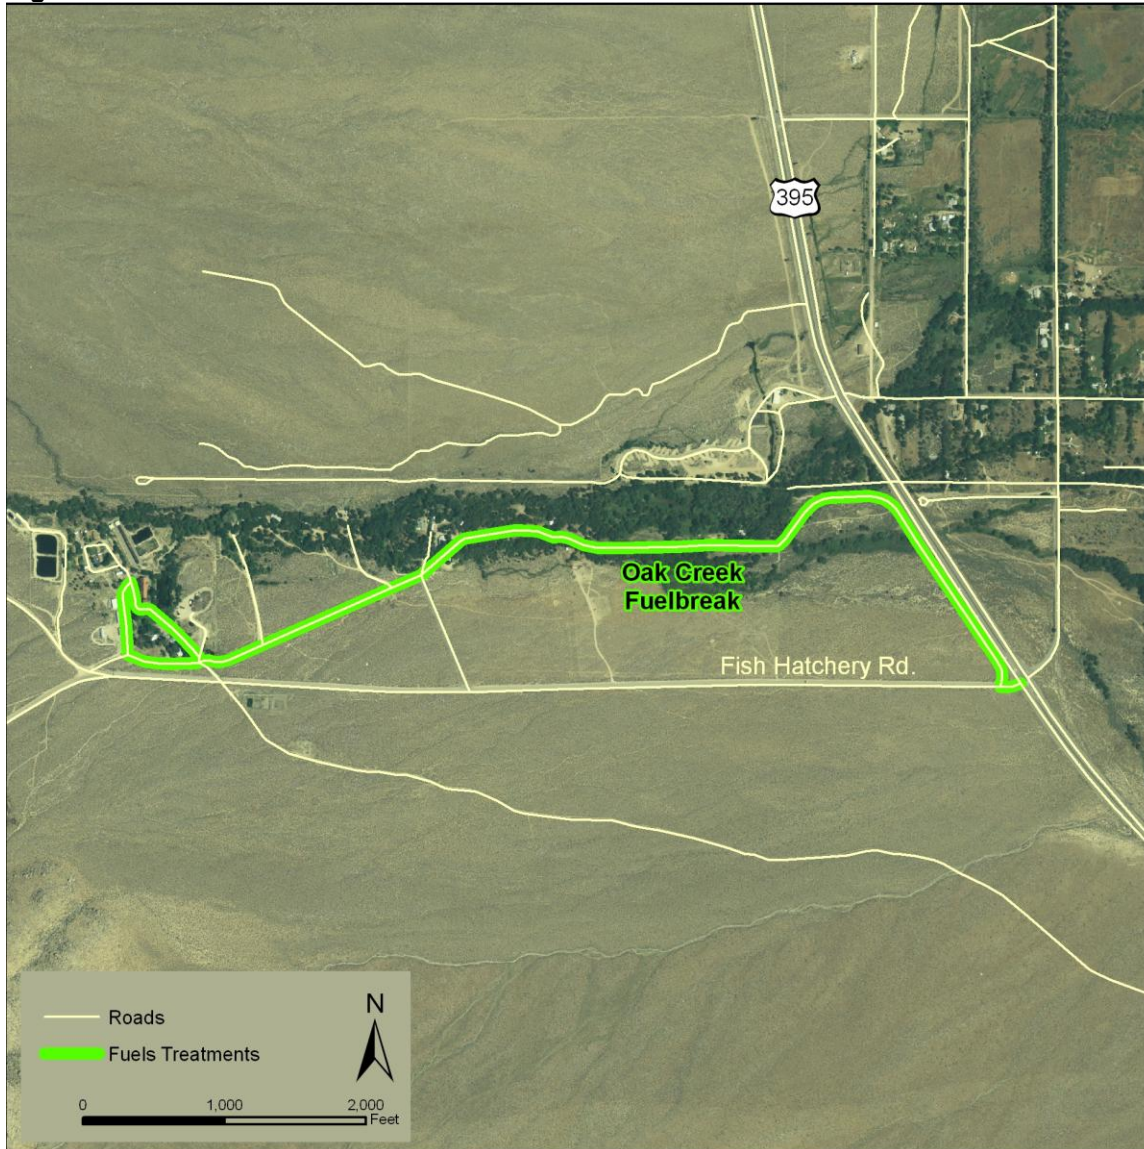 395
Oak Creek
Fuelbreak
Fish Hatchery Rd.
N
Roads
Fuels Treatments
0 1,000 2,000
Feet